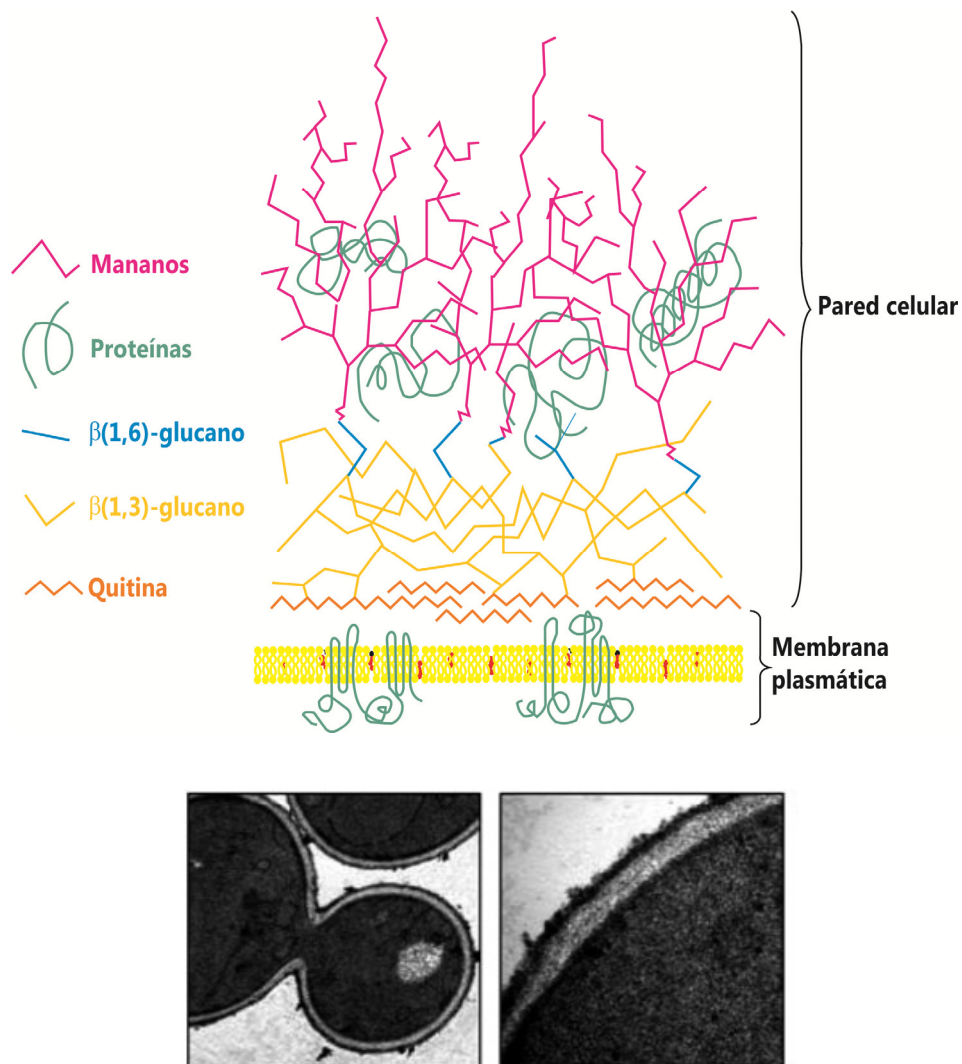 Mananos
Proteínas
β(1,6)-glucano
β(1,3)-glucano
Quitina
Pared celular
Membrana
plasmática